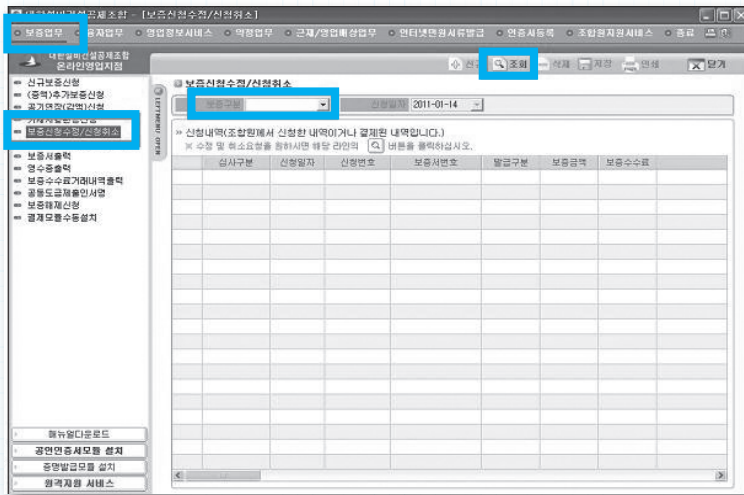 대한설비건설공제조합 - [보증신청수정/신청취소]
보증업무 융자업무 영업정보서비스 약정업무 근재/영업배상업무 인터넷민원서류발급 인증서등록 조합원지원서비스 종료
대한설비건설공제조합
온라인영업지점
신규 조회 삭제 저장 인쇄 닫기
신규보증신청
(증액)추가보증신청
공기연장(감액)신청
보증신청수정/신청취소
보증서출력
영수증출력
보증수수료거래내역출력
공동도급제출인서명
보증해제신청
결제모듈수동설치
매뉴얼다운로드
공인인증서모듈 설치
증명발급모듈 설치
원격지원 서비스
LEFTMENU OPEN
보증신청수정/신청취소
보증구분 신청일자 2011-01-14
» 신청내역(조합원께서 신청한 내역이거나 결제된 내역입니다.)
※ 수정 및 취소요청을 원하시면 해당 라인의 버튼을 클릭하십시오.
심사구분 신청일자 신청번호 보증서번호 발급구분 보증금액 보증수수료